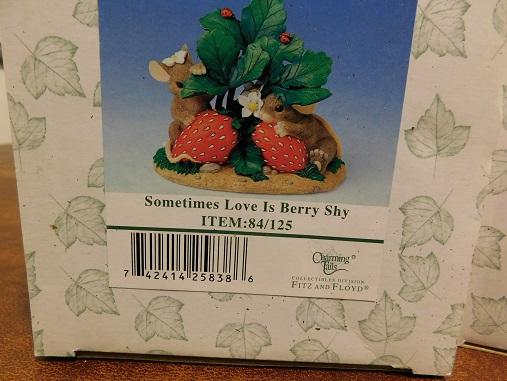 Sometimes Love Is Berry Shy
ITEM:84/125
7 42414 25838 6
Charming Tails®
COLLECTIBLES DIVISION
FITZ AND FLOYD®